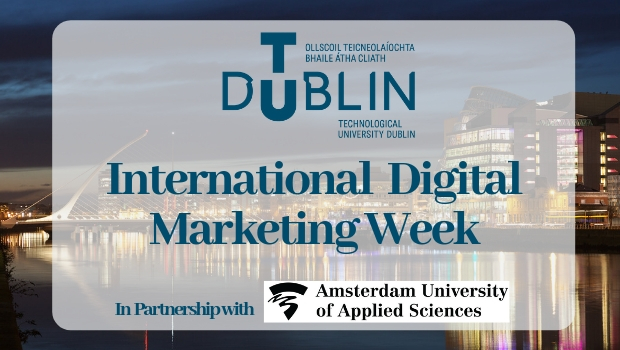 OLLSCOIL TEICNEOLAÍOCHTA
BHAILE ÁTHA CLIATH
TU DUBLIN
TECHNOLOGICAL
UNIVERSITY DUBLIN
International Digital
Marketing Week
In Partnership with
Amsterdam University
of Applied Sciences